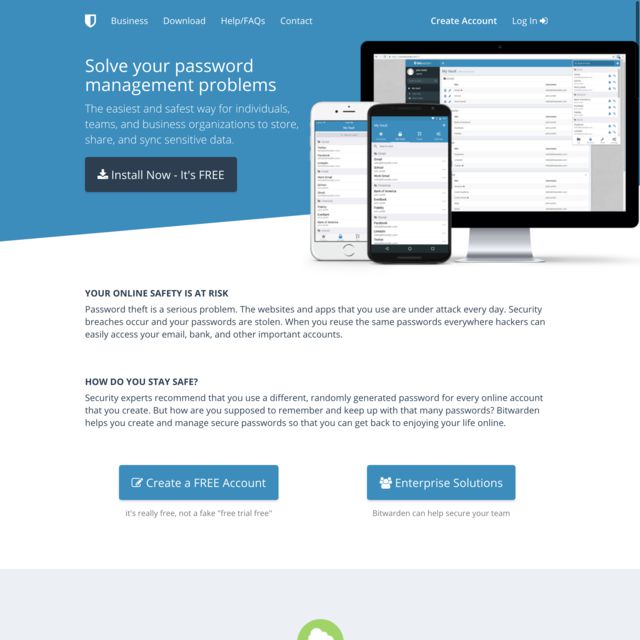 Business Download Help/FAQs Contact Create Account Log In
Solve your password
management problems
The easiest and safest way for individuals,
teams, and business organizations to store,
share, and sync sensitive data.
Install Now - It's FREE
My Vault
My Vault
YOUR ONLINE SAFETY IS AT RISK
Password theft is a serious problem. The websites and apps that you use are under attack every day. Security
breaches occur and your passwords are stolen. When you reuse the same passwords everywhere hackers can
easily access your email, bank, and other important accounts.
HOW DO YOU STAY SAFE?
Security experts recommend that you use a different, randomly generated password for every online account
that you create. But how are you supposed to remember and keep up with that many passwords? Bitwarden
helps you create and manage secure passwords so that you can get back to enjoying your life online.
Create a FREE Account Enterprise Solutions
it's really free, not a fake "free trial free" Bitwarden can help secure your team